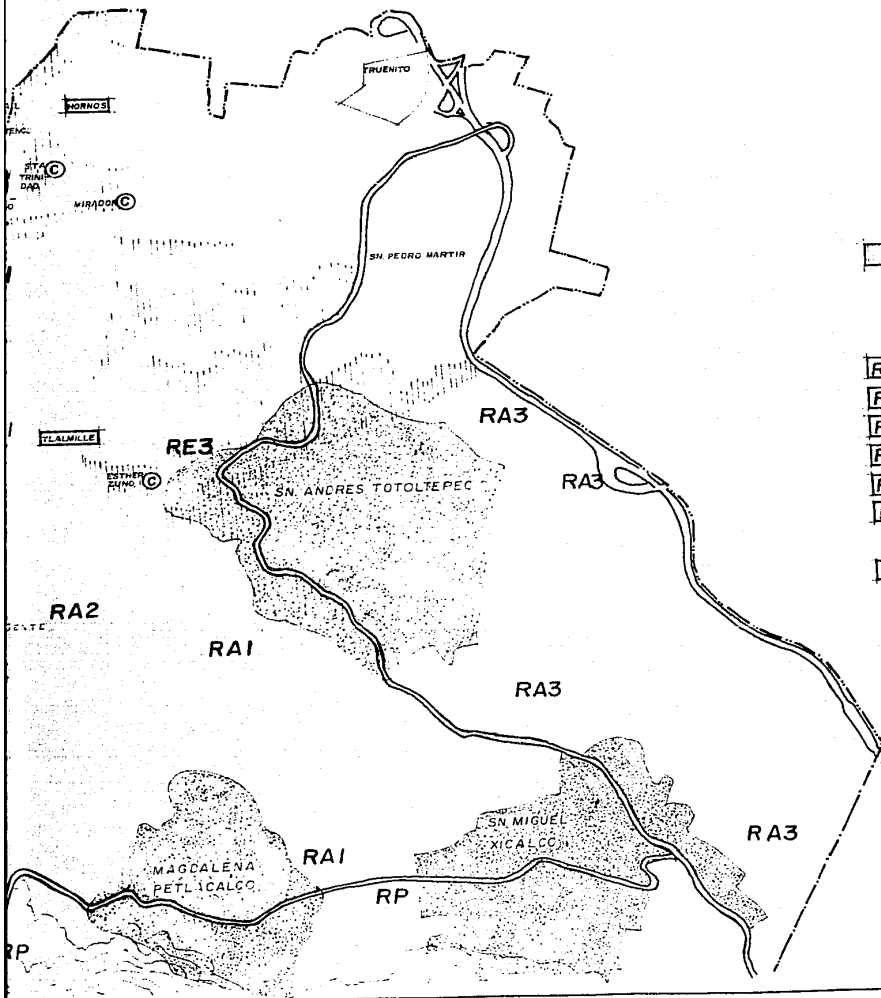 TRUENITO
HORNOS
TENGL
STA
TRINI
DAD
C
MIRADOR
C
SN. PEDRO MARTIR
RA3
TLALMILLE
RE3
ESTHER
ZUNO
C
SN. ANDRES TOTOLTEPEC
RA3
RA2
RA1
RA3
SN. MIGUEL
XICALCO
RA3
MAGDALENA
PETLACALCO
RA1
RP
RP